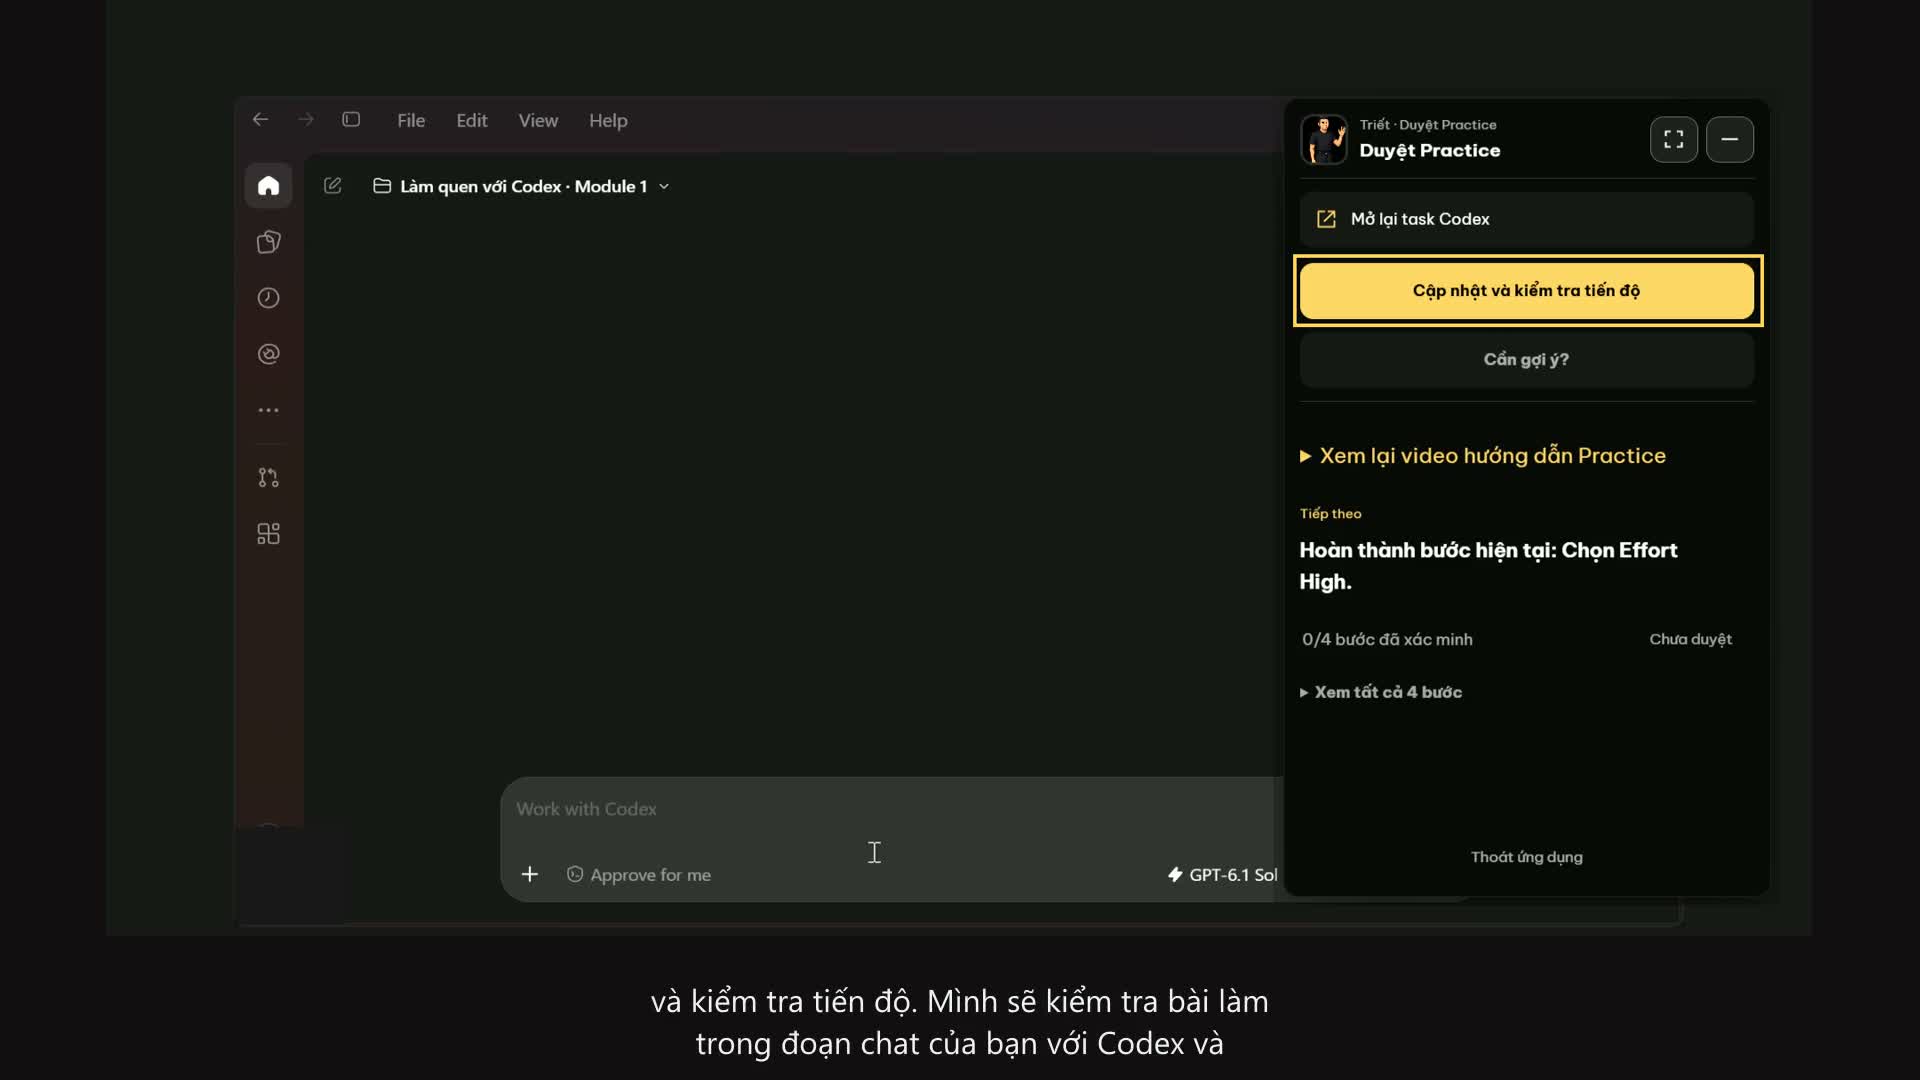 File Edit View Help
Làm quen với Codex · Module 1
Work with Codex
Approve for me
GPT-6.1 Sol
Triết · Duyệt Practice
Duyệt Practice
Mở lại task Codex
Cập nhật và kiểm tra tiến độ
Cần gợi ý?
Xem lại video hướng dẫn Practice
Tiếp theo
Hoàn thành bước hiện tại: Chọn Effort
High.
0/4 bước đã xác minh Chưa duyệt
Xem tất cả 4 bước
Thoát ứng dụng
và kiểm tra tiến độ. Mình sẽ kiểm tra bài làm
trong đoạn chat của bạn với Codex và